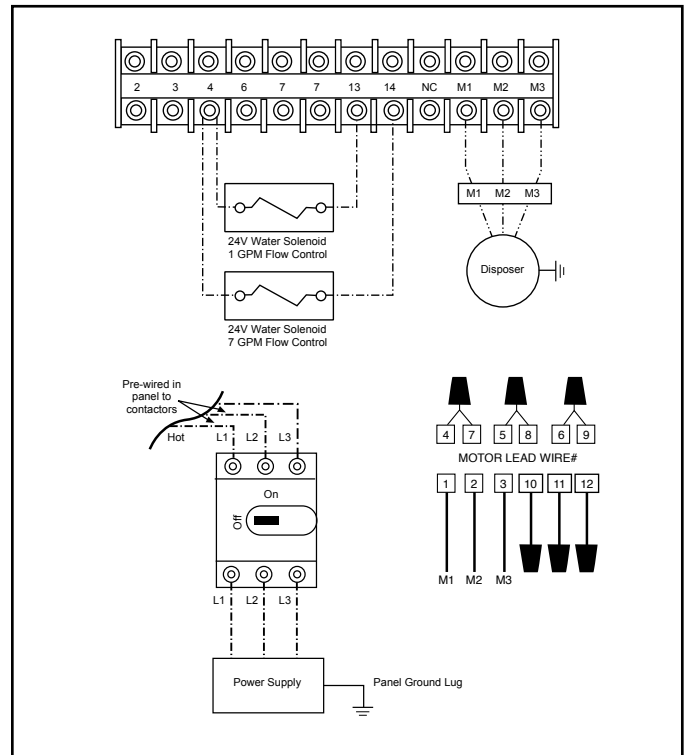 2 3 4 6 7 7 13 14 NC M1 M2 M3
M1 M2 M3
24V Water Solenoid
1 GPM Flow Control
Disposer
24V Water Solenoid
7 GPM Flow Control
Pre-wired in
panel to
contactors
Hot L1 L2 L3
On
Off
L1 L2 L3
Power Supply
Panel Ground Lug
4 7 5 8 6 9
MOTOR LEAD WIRE#
1 2 3 10 11 12
M1 M2 M3